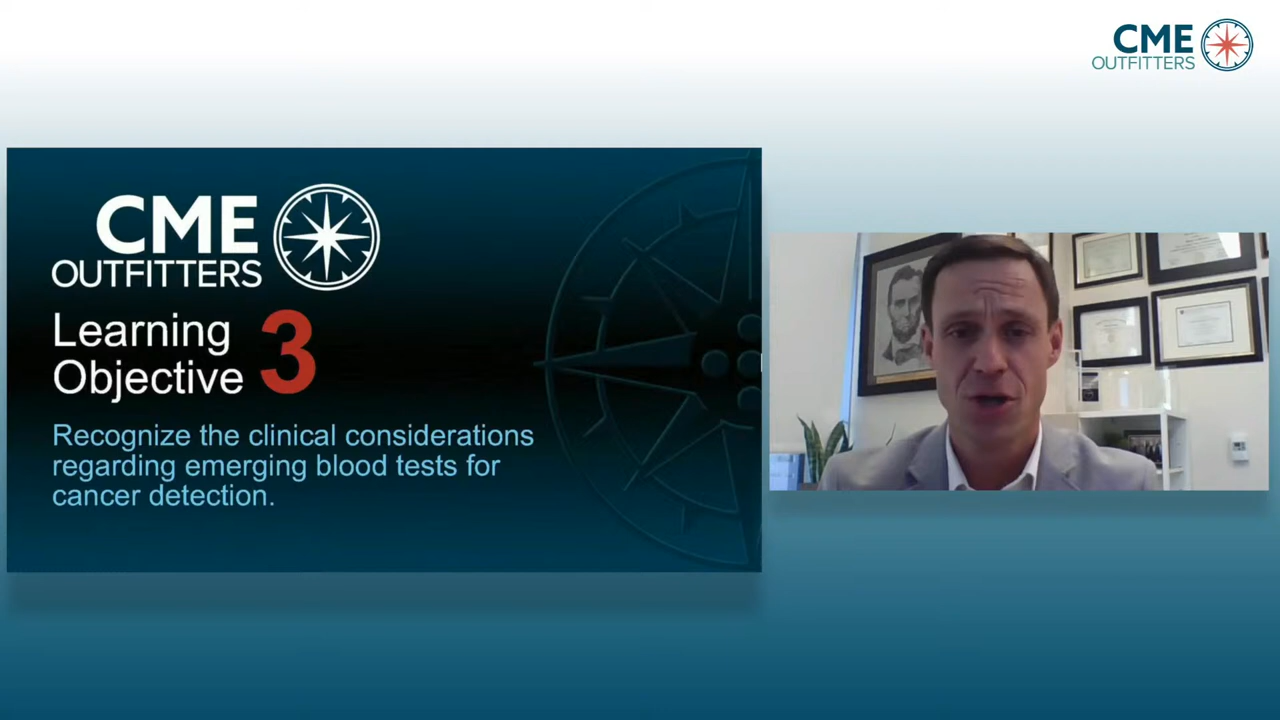 CME
OUTFITTERS
CME
OUTFITTERS
Learning
Objective 3
Recognize the clinical considerations
regarding emerging blood tests for
cancer detection.